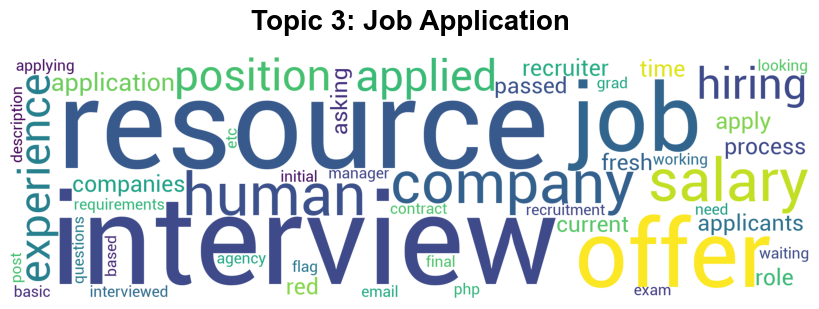 Topic 3: Job Application
applying
application
position
applied
recruiter
time
looking
hiring
description
experience
asking
passed
grad
resource
job
etc
apply
process
fresh
working
companies
human
initial
manager
company
salary
requirements
contract
recruitment
current
need
applicants
interview
offer
questions
based
post
basic
interviewed
agency
flag
red
final
email
php
exam
waiting
role